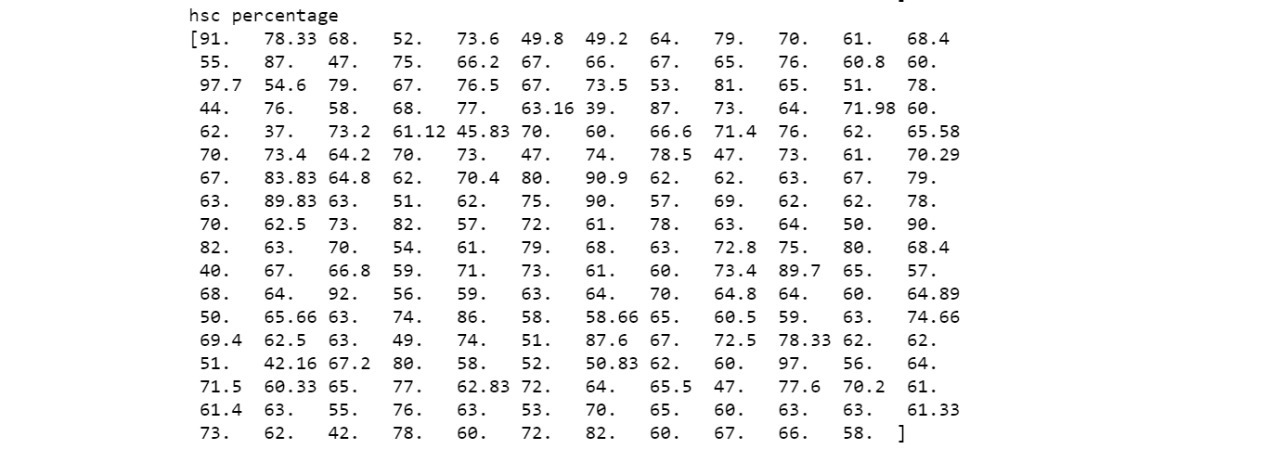 hsc percentage
[91. 78.33 68. 52. 73.6 49.8 49.2 64. 79. 70. 61. 68.4
55. 87. 47. 75. 66.2 67. 66. 67. 65. 76. 60.8 60.
97.7 54.6 79. 67. 76.5 67. 73.5 53. 81. 65. 51. 78.
44. 76. 58. 68. 77. 63.16 39. 87. 73. 64. 71.98 60.
62. 37. 73.2 61.12 45.83 70. 60. 66.6 71.4 76. 62. 65.58
70. 73.4 64.2 70. 73. 47. 74. 78.5 47. 73. 61. 70.29
67. 83.83 64.8 62. 70.4 80. 90.9 62. 62. 63. 67. 79.
63. 89.83 63. 51. 62. 75. 90. 57. 69. 62. 62. 78.
70. 62.5 73. 82. 57. 72. 61. 78. 63. 64. 50. 90.
82. 63. 70. 54. 61. 79. 68. 63. 72.8 75. 80. 68.4
40. 67. 66.8 59. 71. 73. 61. 60. 73.4 89.7 65. 57.
68. 64. 92. 56. 59. 63. 64. 70. 64.8 64. 60. 64.89
50. 65.66 63. 74. 86. 58. 58.66 65. 60.5 59. 63. 74.66
69.4 62.5 63. 49. 74. 51. 87.6 67. 72.5 78.33 62. 62.
51. 42.16 67.2 80. 58. 52. 50.83 62. 60. 97. 56. 64.
71.5 60.33 65. 77. 62.83 72. 64. 65.5 47. 77.6 70.2 61.
61.4 63. 55. 76. 63. 53. 70. 65. 60. 63. 63. 61.33
73. 62. 42. 78. 60. 72. 82. 60. 67. 66. 58. ]